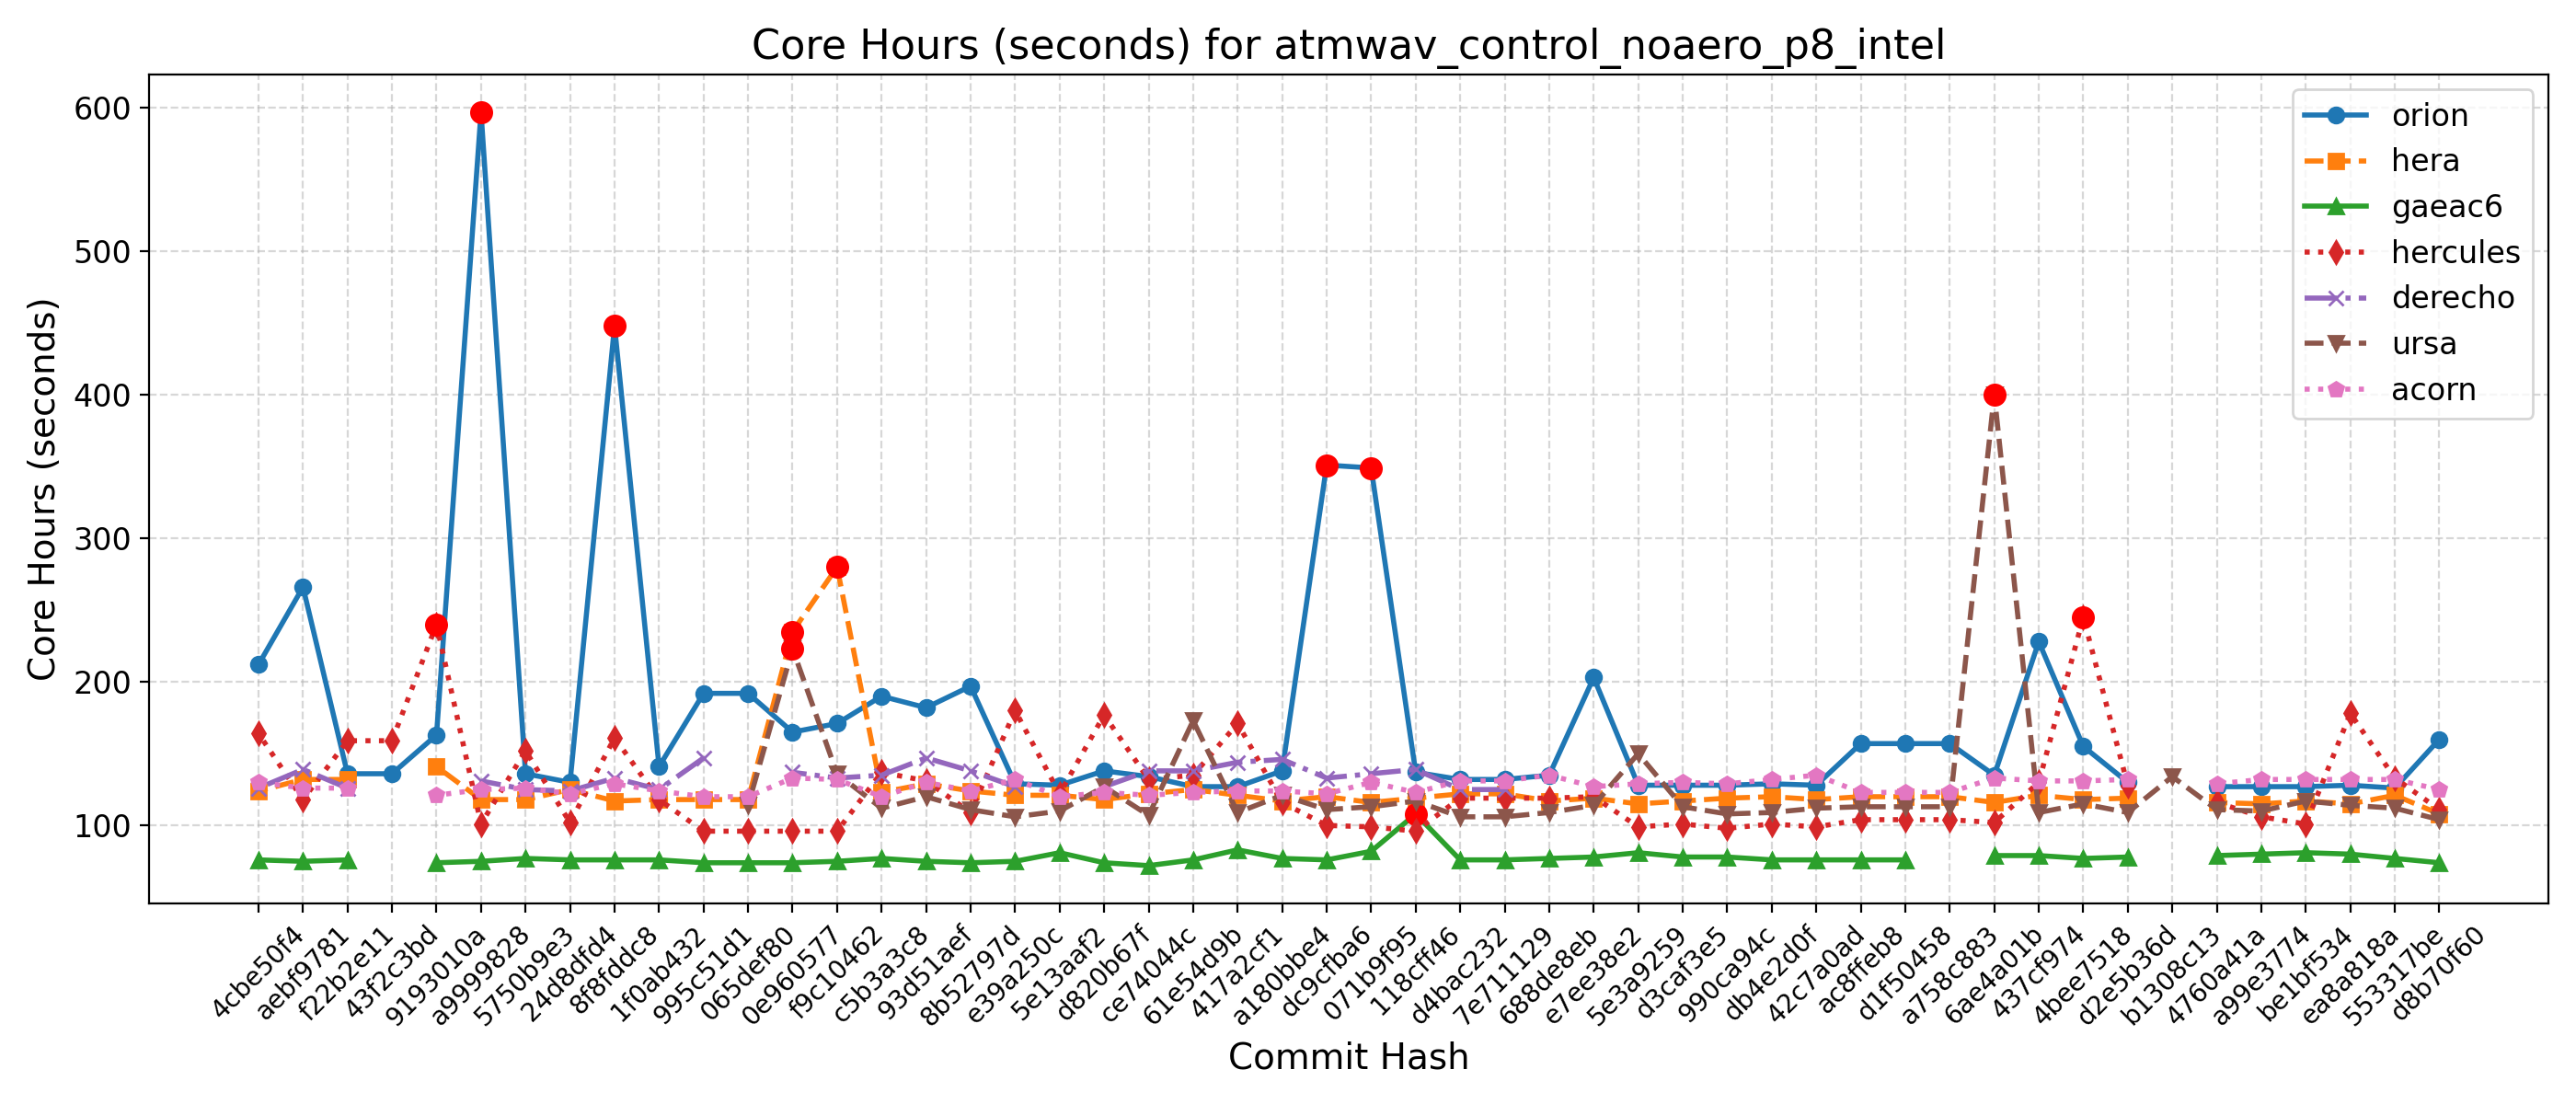 Core Hours (seconds) for atmwav_control_noaero_p8_intel
Core Hours (seconds)
600
500
400
300
200
100
orion
hera
gaeac6
hercules
derecho
ursa
acorn
4cbe50f4
aebf9781
f22b2e11
43f2c3bd
9193010a
a9999828
5750b9e3
24d8dfd4
8f8fddc8
1f0ab432
995c51d1
065def80
0e960577
f9c10462
c5b3a3c8
93d51aef
8b52797d
e39a250c
5e13aaf2
d820b67f
ce74044c
61e54d9b
417a2cf1
a180bbe4
dc9cfba6
071b9f95
118cff46
d4bac232
7e711129
688de8eb
e7ee38e2
5e3a9259
d3caf3e5
990ca94c
db4e2d0f
42c7a0ad
ac8ffeb8
d1f50458
a758c883
6ae4a01b
437cf974
4bee7518
d2e5b36d
b1308c13
4760a41a
a99e3774
be1bf534
ea8a818a
553317be
d8b70f60
Commit Hash